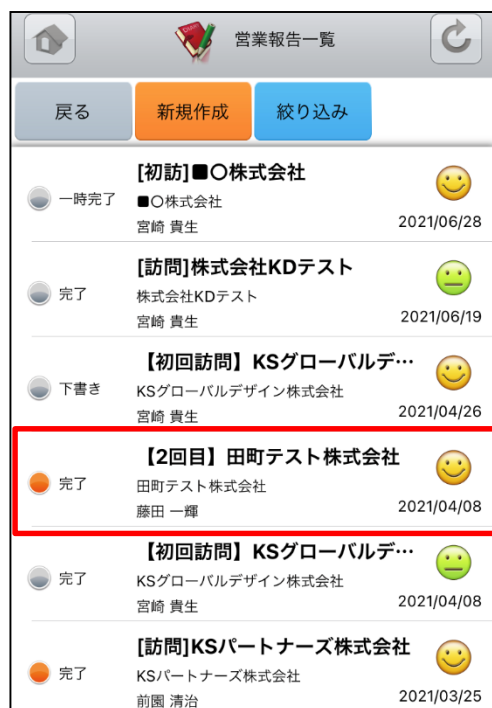 営業報告一覧
戻る
新規作成
絞り込み
[初訪]■〇株式会社
一時完了
■〇株式会社
宮崎 貴生
2021/06/28
[訪問]株式会社KDテスト
完了
株式会社KDテスト
宮崎 貴生
2021/06/19
【初回訪問】KSグローバルデ…
下書き
KSグローバルデザイン株式会社
宮崎 貴生
2021/04/26
【2回目】田町テスト株式会社
完了
田町テスト株式会社
藤田 一輝
2021/04/08
【初回訪問】KSグローバルデ…
完了
KSグローバルデザイン株式会社
宮崎 貴生
2021/04/08
[訪問]KSパートナーズ株式会社
完了
KSパートナーズ株式会社
前園 清治
2021/03/25